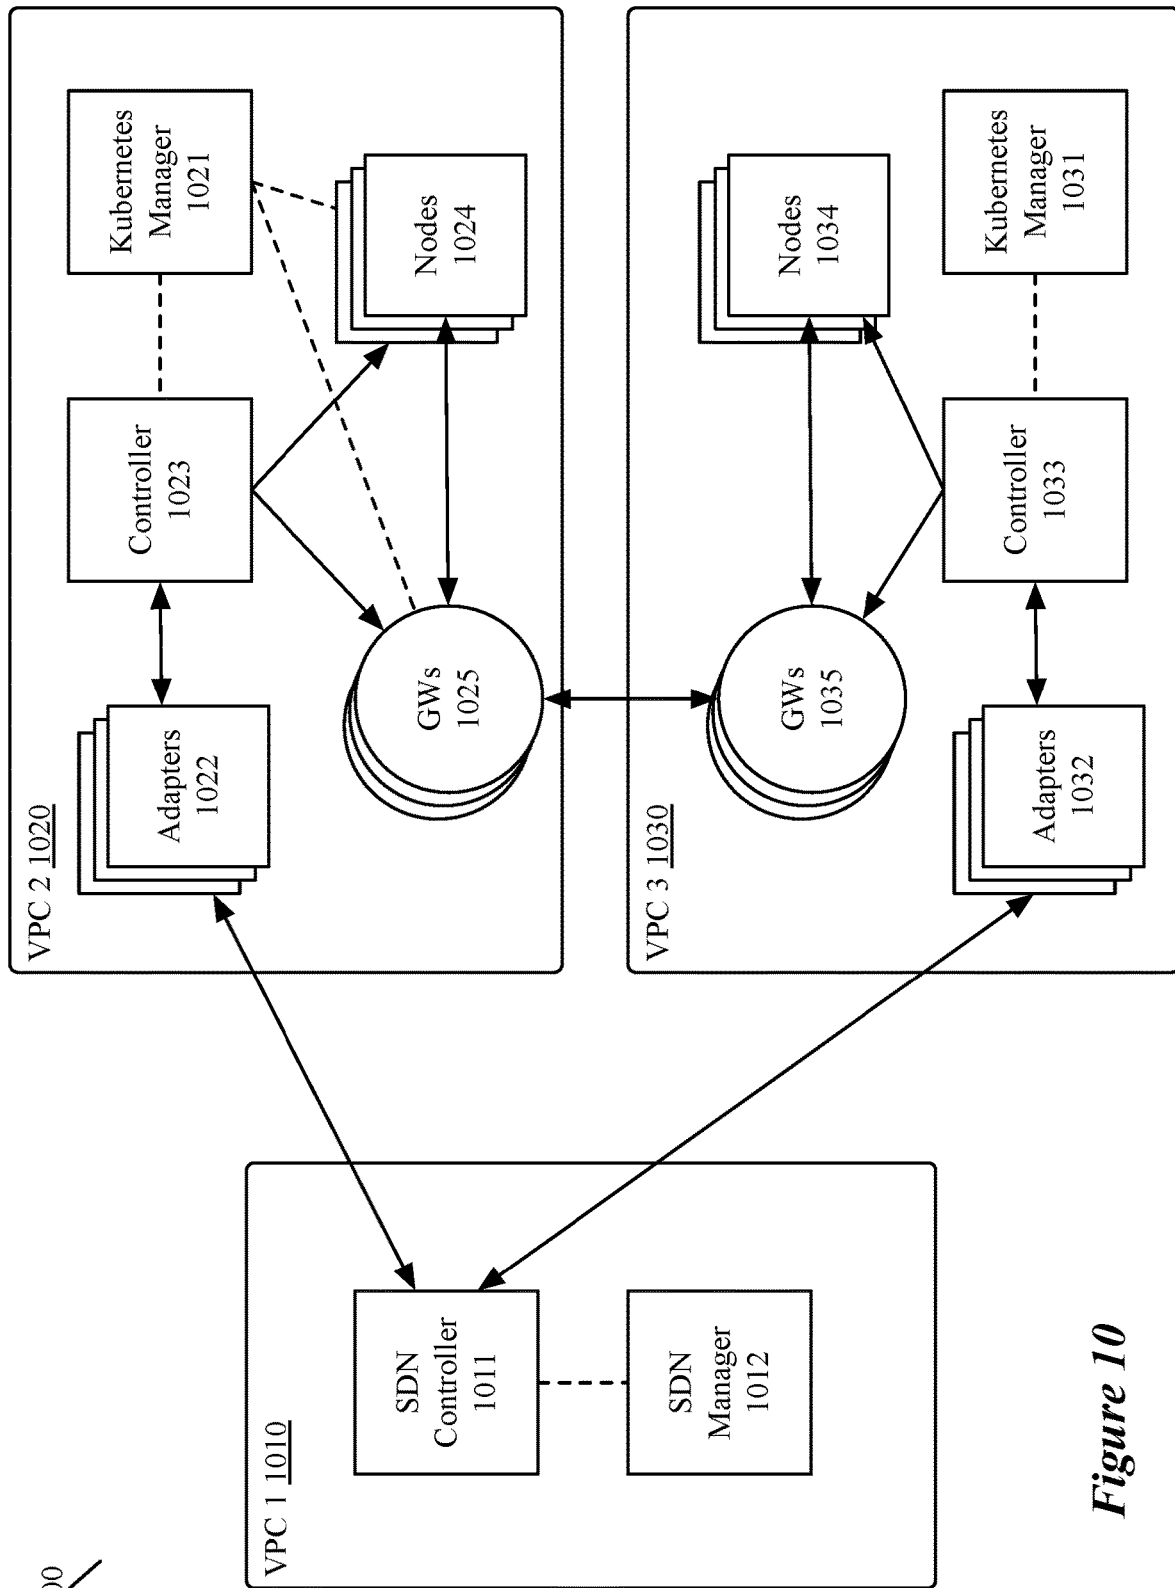 00
VPC 1 1010
SDN
Controller
1011
SDN
Manager
1012
VPC 2 1020
Adapters
1022
Controller
1023
Kubernetes
Manager
1021
GWs
1025
Nodes
1024
VPC 3 1030
GWs
1035
Nodes
1034
Adapters
1032
Controller
1033
Kubernetes
Manager
1031
Figure 10